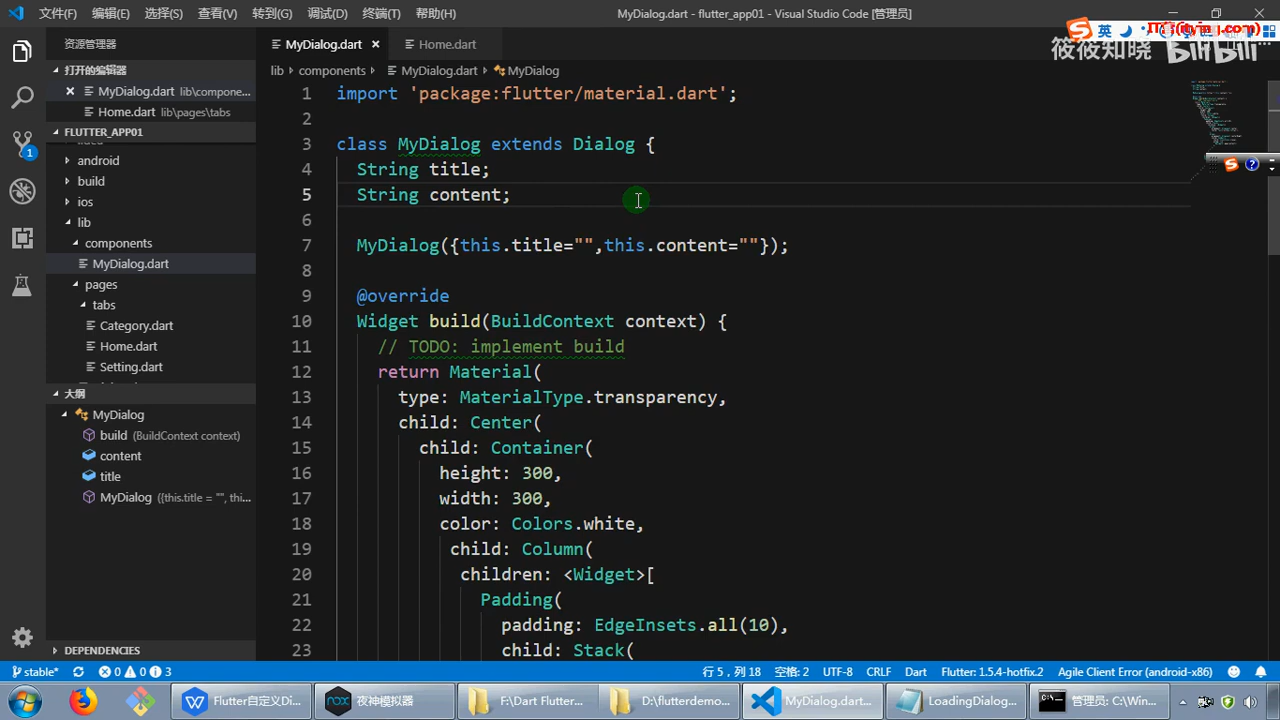 文件(F) 编辑(E) 选择(S) 查看(V) 转到(G) 调试(D) 终端(T) 帮助(H) MyDialog.dart - flutter_app01 - Visual Studio Code [管理员]
英
筱筱知晓 bilibili
资源管理器 MyDialog.dart × Home.dart
打开的编辑器 lib › components › MyDialog.dart › MyDialog
MyDialog.dart lib\compone...
Home.dart lib\pages\tabs
FLUTTER_APP01
android
build
ios
lib
components
MyDialog.dart
pages
tabs
Category.dart
Home.dart
Setting.dart
大纲
MyDialog
build (BuildContext context)
content
title
MyDialog ({this.title = "", thi...
DEPENDENCIES
1
1 import 'package:flutter/material.dart';
2
3 class MyDialog extends Dialog {
4 String title;
5 String content;
6
7 MyDialog({this.title="",this.content=""});
8
9 @override
10 Widget build(BuildContext context) {
11 // TODO: implement build
12 return Material(
13 type: MaterialType.transparency,
14 child: Center(
15 child: Container(
16 height: 300,
17 width: 300,
18 color: Colors.white,
19 child: Column(
20 children: <Widget>[
21 Padding(
22 padding: EdgeInsets.all(10),
23 child: Stack(
stable* 0 0 3 行 5，列 18 空格: 2 UTF-8 CRLF Dart Flutter: 1.5.4-hotfix.2 Agile Client Error (android-x86)
Flutter自定义Di... nox 夜神模拟器 F:\Dart Flutter... D:\flutterdemo... MyDialog.dart... LoadingDialog... 管理员: C:\Win...